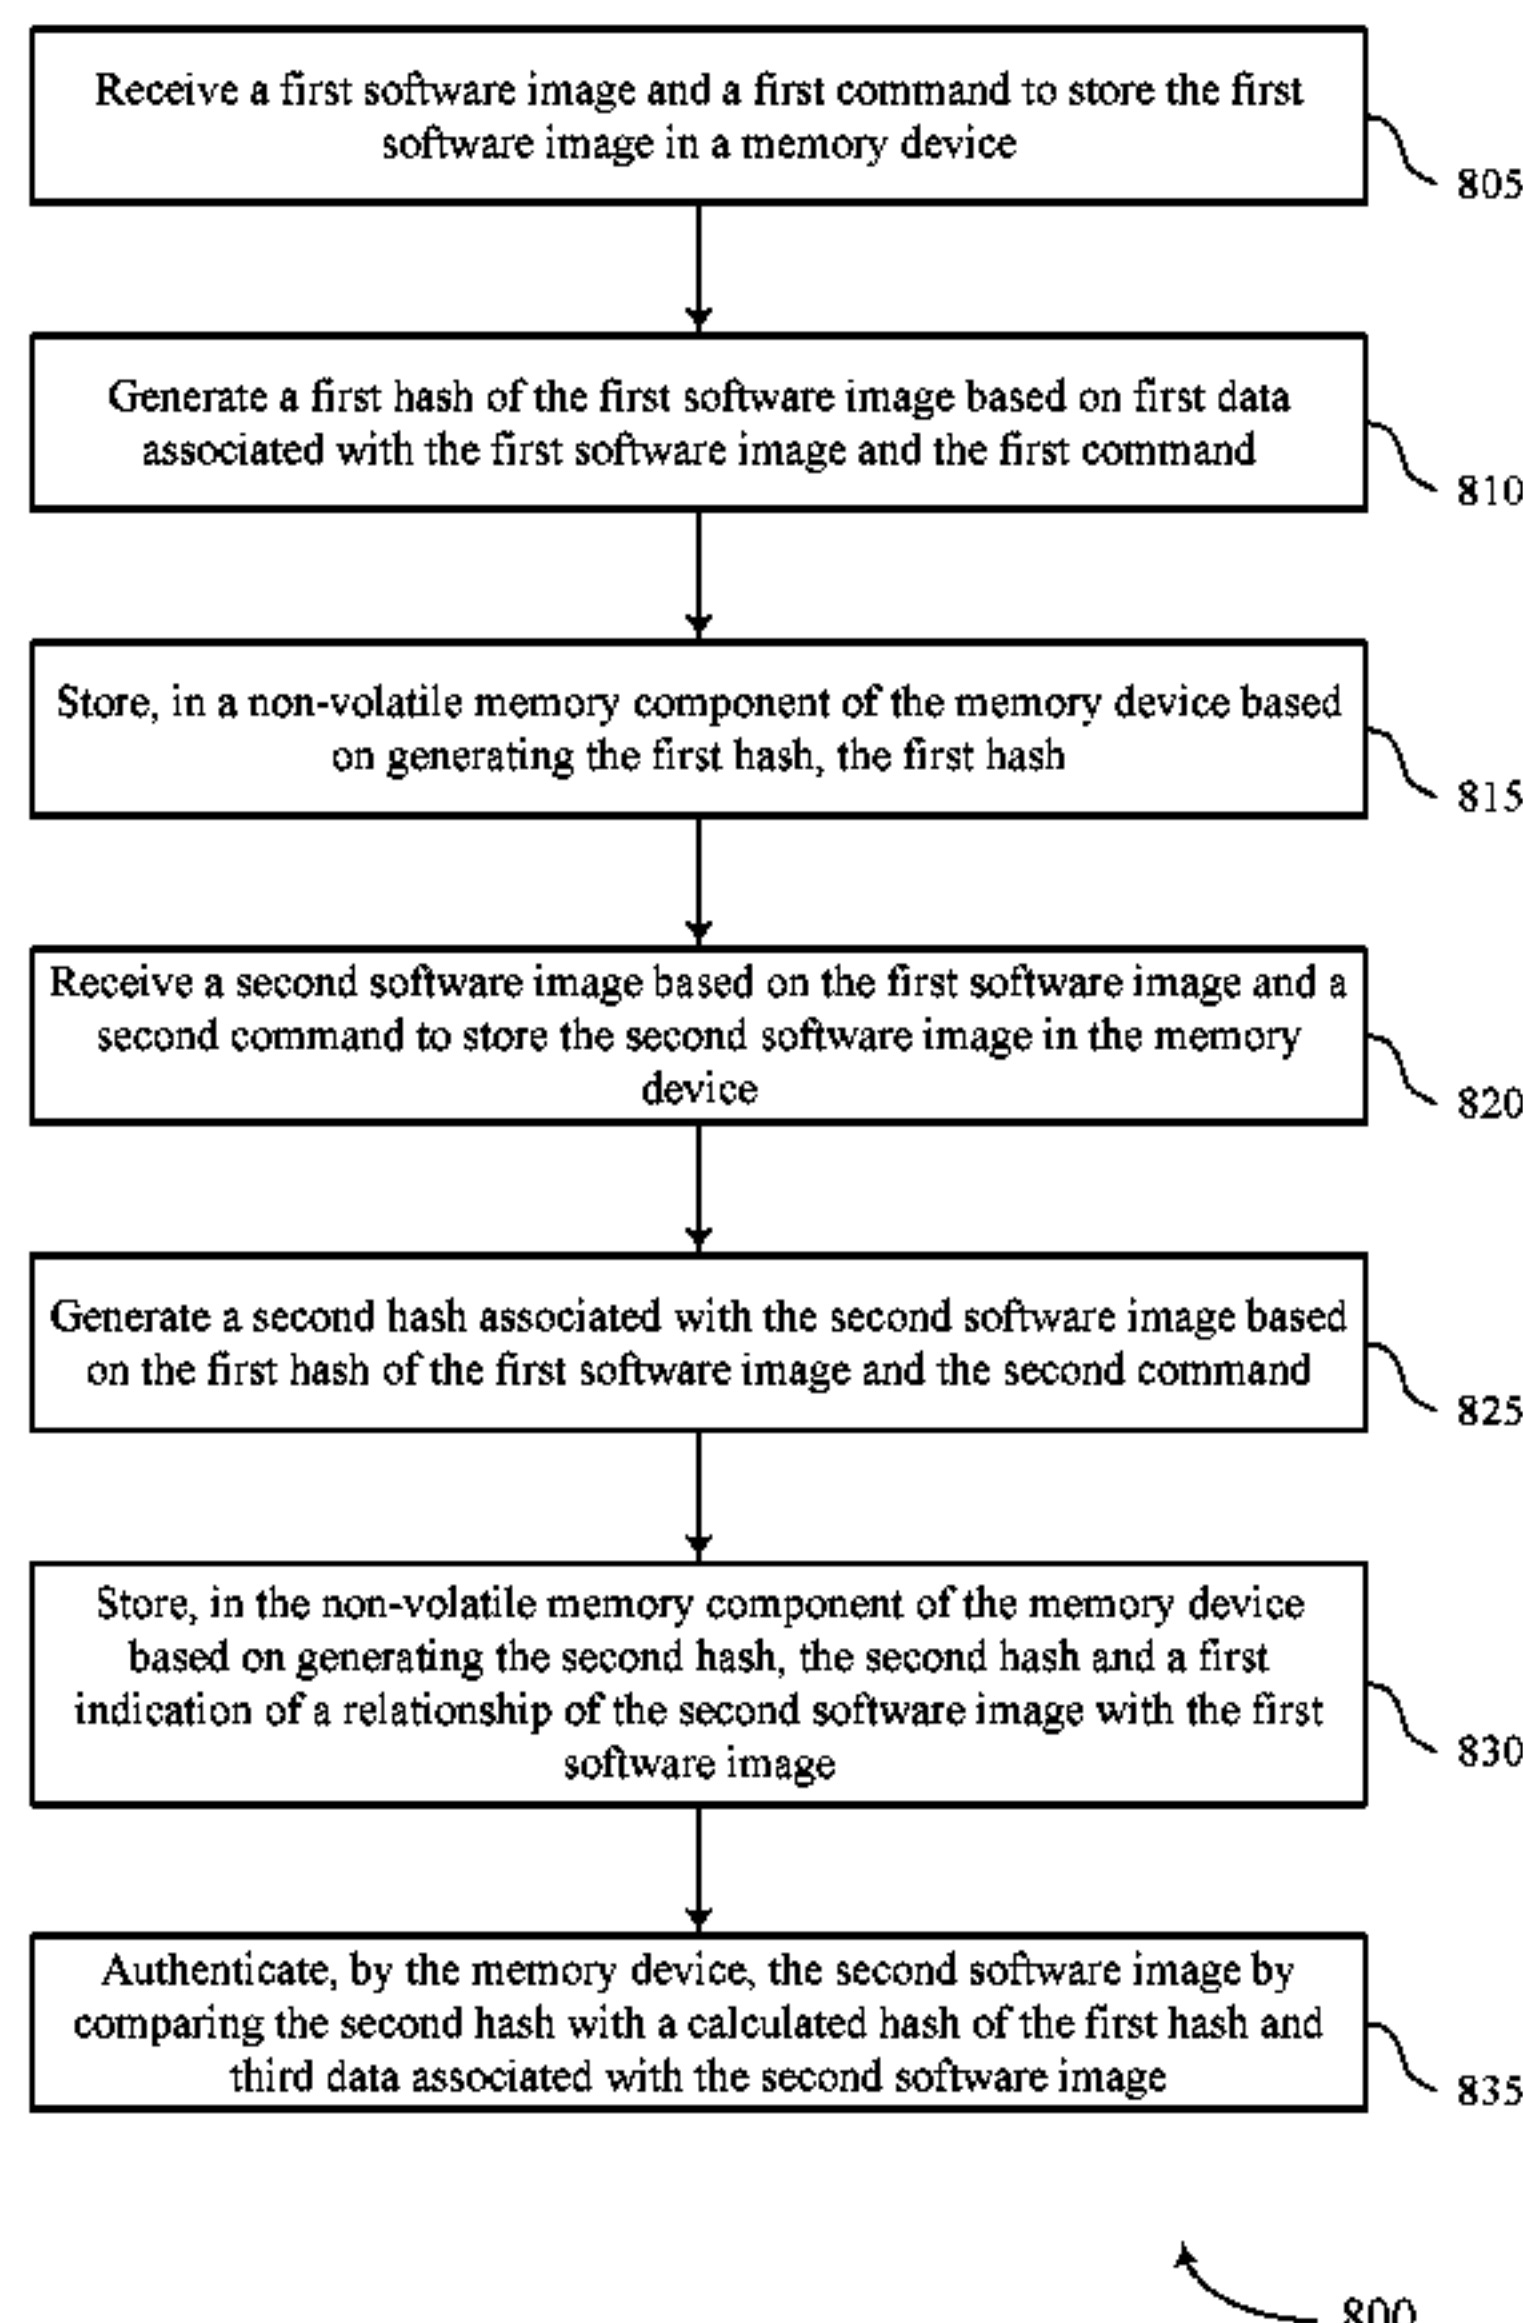 Receive a first software image and a first command to store the first
software image in a memory device
805
Generate a first hash of the first software image based on first data
associated with the first software image and the first command
810
Store, in a non-volatile memory component of the memory device based
on generating the first hash, the first hash
815
Receive a second software image based on the first software image and a
second command to store the second software image in the memory
device
820
Generate a second hash associated with the second software image based
on the first hash of the first software image and the second command
825
Store, in the non-volatile memory component of the memory device
based on generating the second hash, the second hash and a first
indication of a relationship of the second software image with the first
software image
830
Authenticate, by the memory device, the second software image by
comparing the second hash with a calculated hash of the first hash and
third data associated with the second software image
835
800